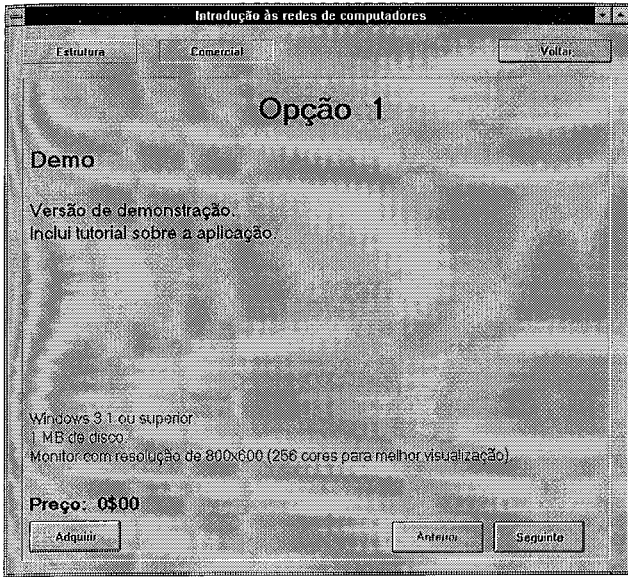 Introdução às redes de computadores
Estrutura Comercial Voltar
Opção 1
Demo
Versão de demonstração.
Inclui tutorial sobre a aplicação.
Windows 3.1 ou superior
1 MB de disco.
Monitor com resolução de 800x600 (256 cores para melhor visualização)
Preço: 0$00
Adquirir Anterior Seguinte